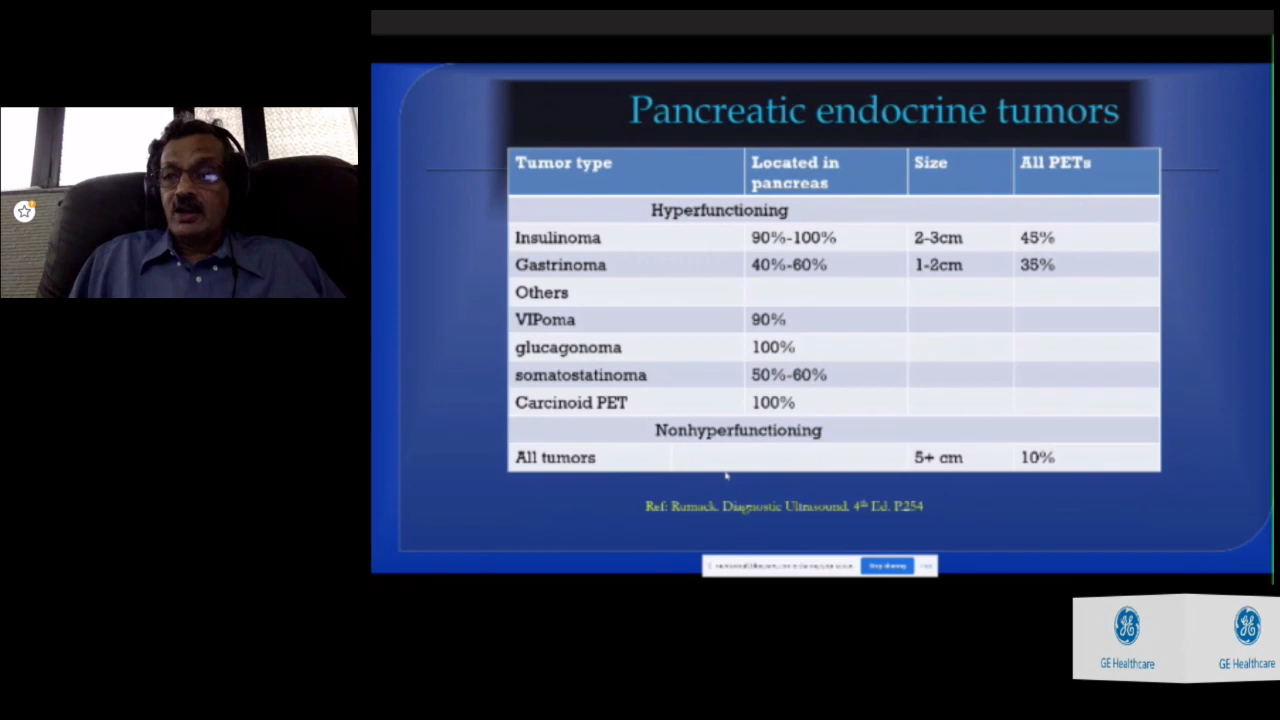 Pancreatic endocrine tumors
Tumor type Located in pancreas Size All PETs
Hyperfunctioning
Insulinoma 90%-100% 2-3cm 45%
Gastrinoma 40%-60% 1-2cm 35%
Others
VIPoma 90%
glucagonoma 100%
somatostatinoma 50%-60%
Carcinoid PET 100%
Nonhyperfunctioning
All tumors 5+ cm 10%
Ref: Rumack. Diagnostic Ultrasound. 4th Ed. P.254
Stop sharing
GE Healthcare
GE Healthcare